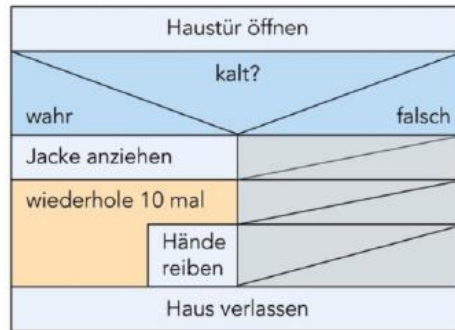 Haustür öffnen
kalt?
wahr
falsch
Jacke anziehen
wiederhole 10 mal
Hände
reiben
Haus verlassen